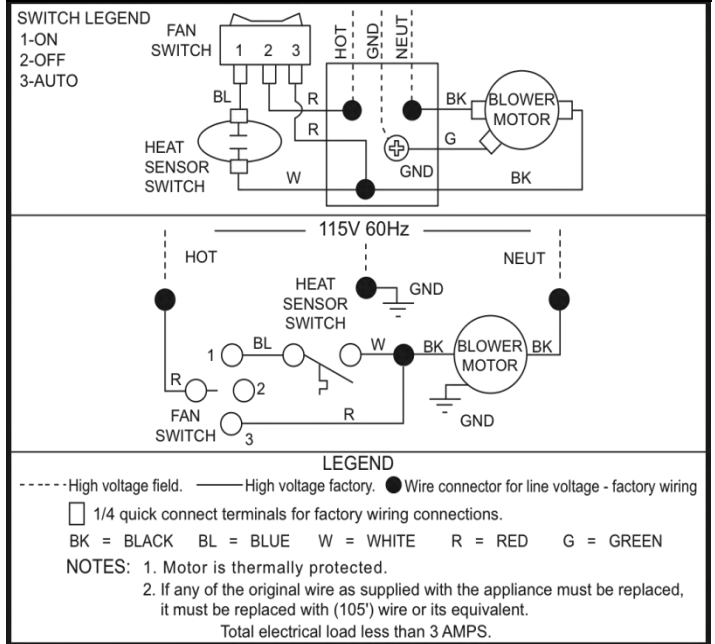 SWITCH LEGEND
1-ON
2-OFF
3-AUTO
FAN
SWITCH
1 2 3
HOT
GND
NEUT
BL
R
R
BK
G
GND
BLOWER
MOTOR
HEAT
SENSOR
SWITCH
W
BK
115V 60Hz
HOT
NEUT
HEAT
SENSOR
SWITCH
GND
1
BL
W
BK
BLOWER
MOTOR
BK
R
2
FAN
SWITCH
3
R
GND
LEGEND
High voltage field. High voltage factory. Wire connector for line voltage - factory wiring
1/4 quick connect terminals for factory wiring connections.
BK = BLACK BL = BLUE W = WHITE R = RED G = GREEN
NOTES: 1. Motor is thermally protected.
2. If any of the original wire as supplied with the appliance must be replaced,
it must be replaced with (105') wire or its equivalent.
Total electrical load less than 3 AMPS.